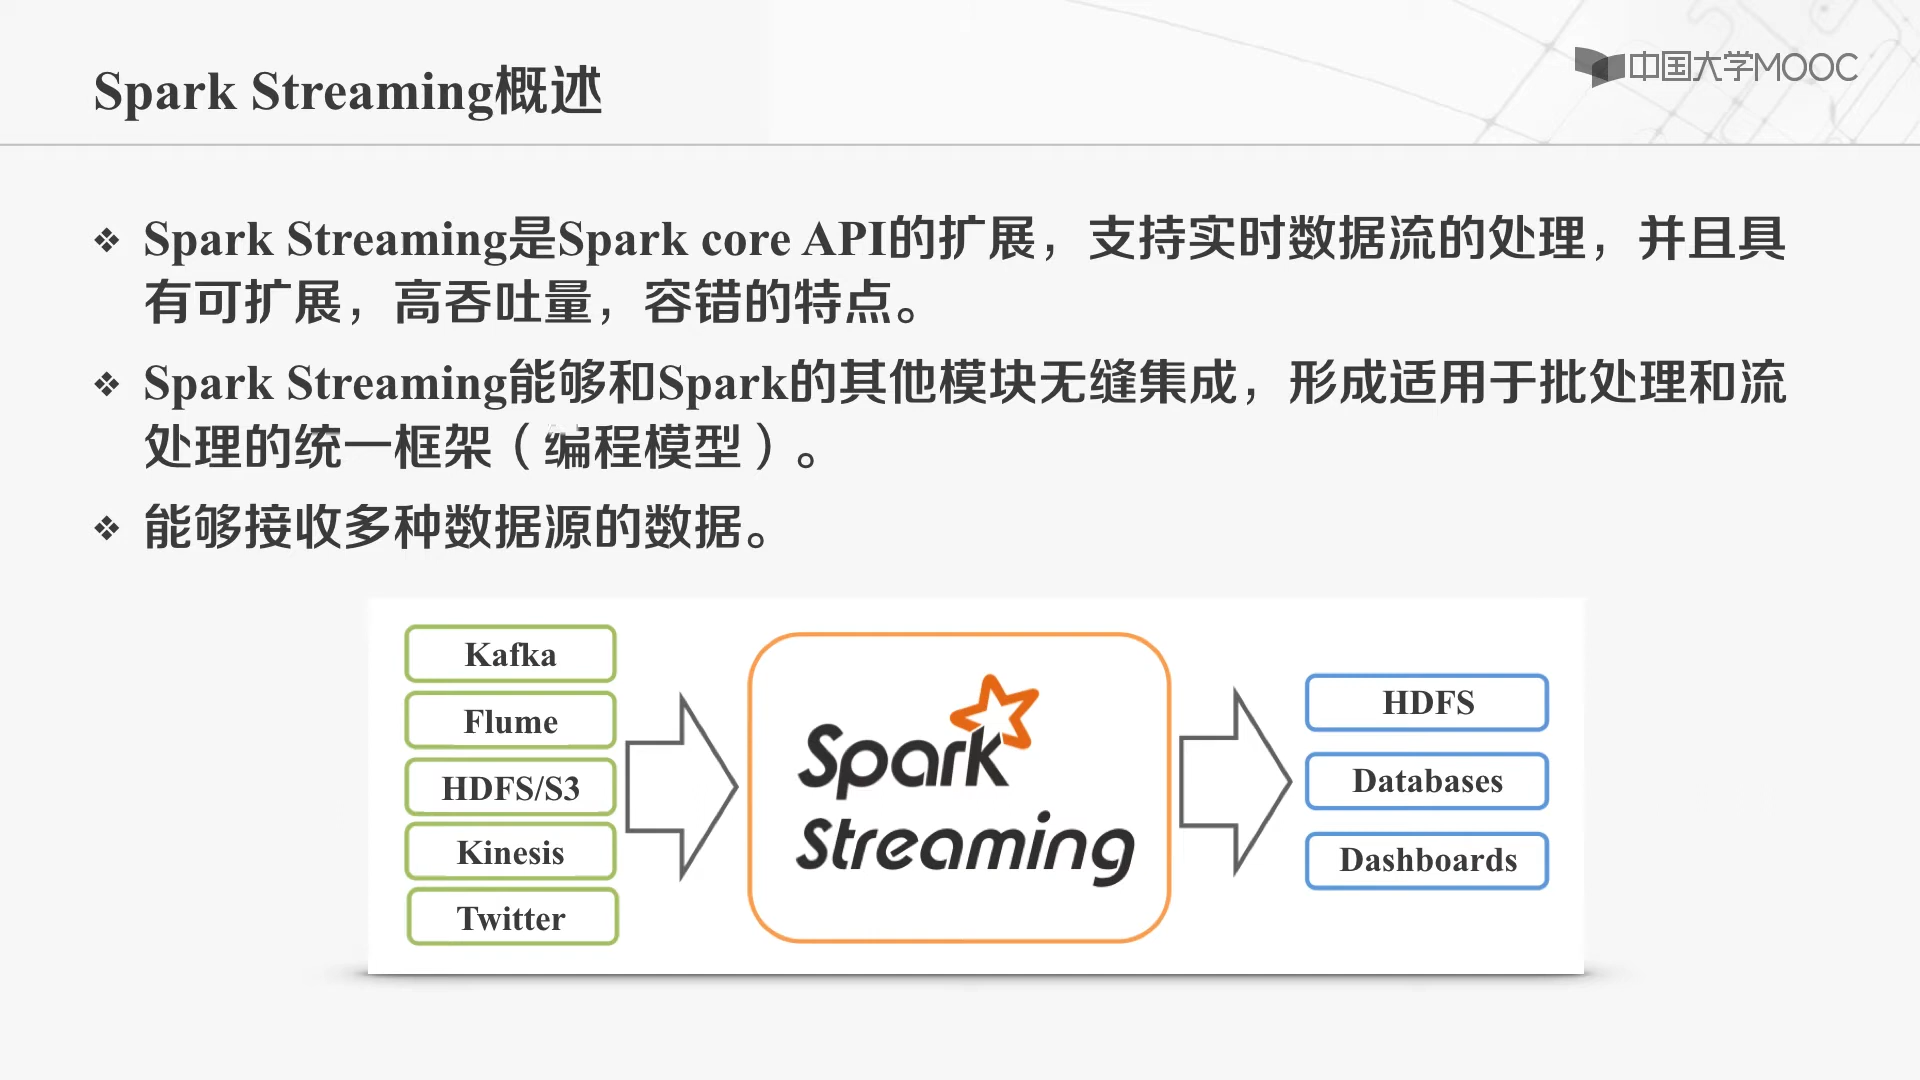 Spark Streaming概述
中国大学MOOC
Spark Streaming是Spark core API的扩展，支持实时数据流的处理，并且具
有可扩展，高吞吐量，容错的特点。
Spark Streaming能够和Spark的其他模块无缝集成，形成适用于批处理和流
处理的统一框架（编程模型）。
能够接收多种数据源的数据。
Kafka
Flume
HDFS/S3
Kinesis
Twitter
Spark
Streaming
HDFS
Databases
Dashboards